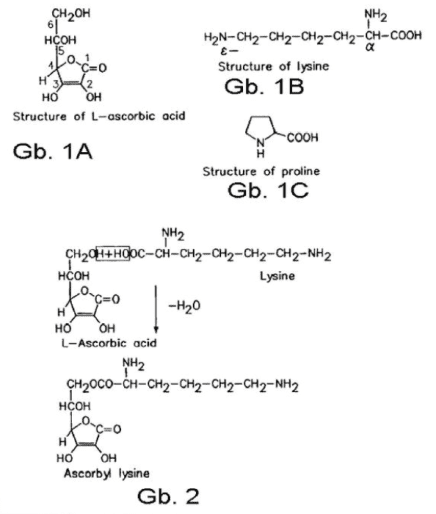 CH₂OH
6
HCOH
5
O 1
4 C=O
H
3 2
HO OH
Structure of L-ascorbic acid
Gb. 1A
NH₂
H₂N-CH₂-CH₂-CH₂-CH₂-CH-COOH
ε- α
Structure of lysine
Gb. 1B
COOH
N
H
Structure of proline
Gb. 1C
NH₂
CH₂OH+HOOC-CH-CH₂-CH₂-CH₂-CH₂-NH₂
HCOH
Lysine
O
C=O
H
-H₂O
HO OH
L-Ascorbic acid
NH₂
CH₂OCO-CH-CH₂-CH₂-CH₂-CH₂-NH₂
HCOH
O
C=O
H
HO OH
Ascorbyl lysine
Gb. 2